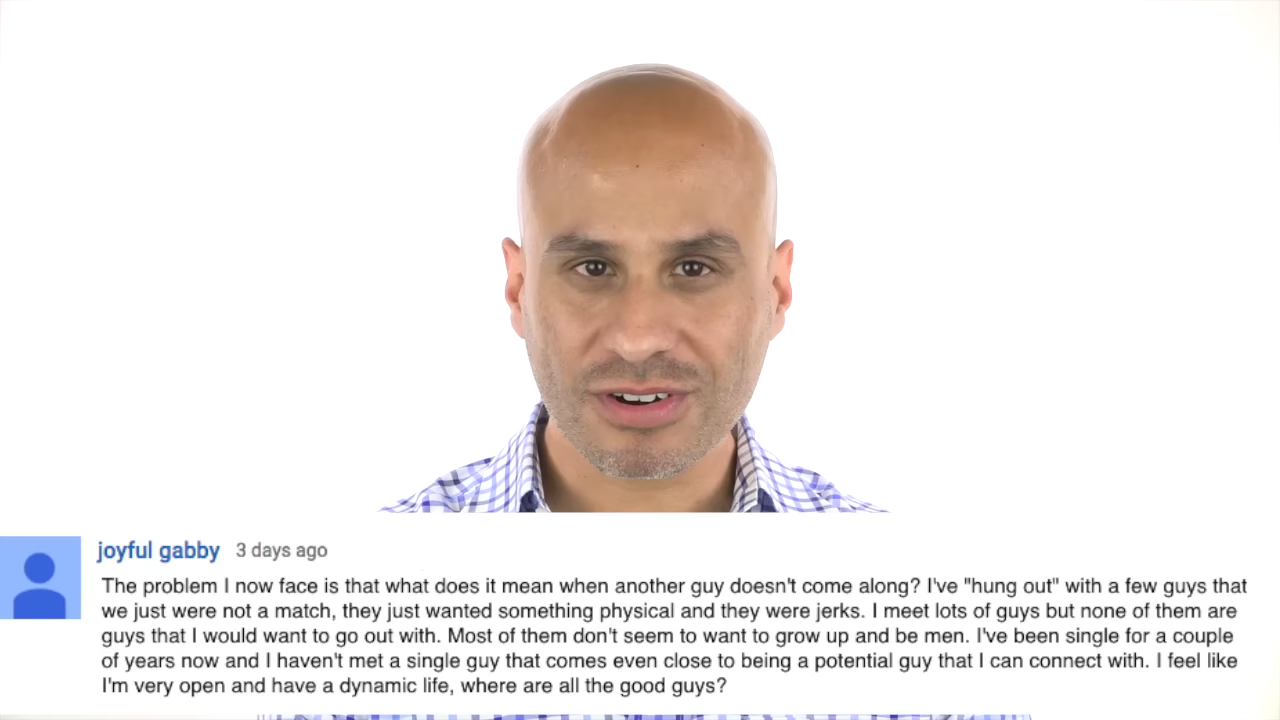 joyful gabby 3 days ago
The problem I now face is that what does it mean when another guy doesn't come along? I've "hung out" with a few guys that
we just were not a match, they just wanted something physical and they were jerks. I meet lots of guys but none of them are
guys that I would want to go out with. Most of them don't seem to want to grow up and be men. I've been single for a couple
of years now and I haven't met a single guy that comes even close to being a potential guy that I can connect with. I feel like
I'm very open and have a dynamic life, where are all the good guys?